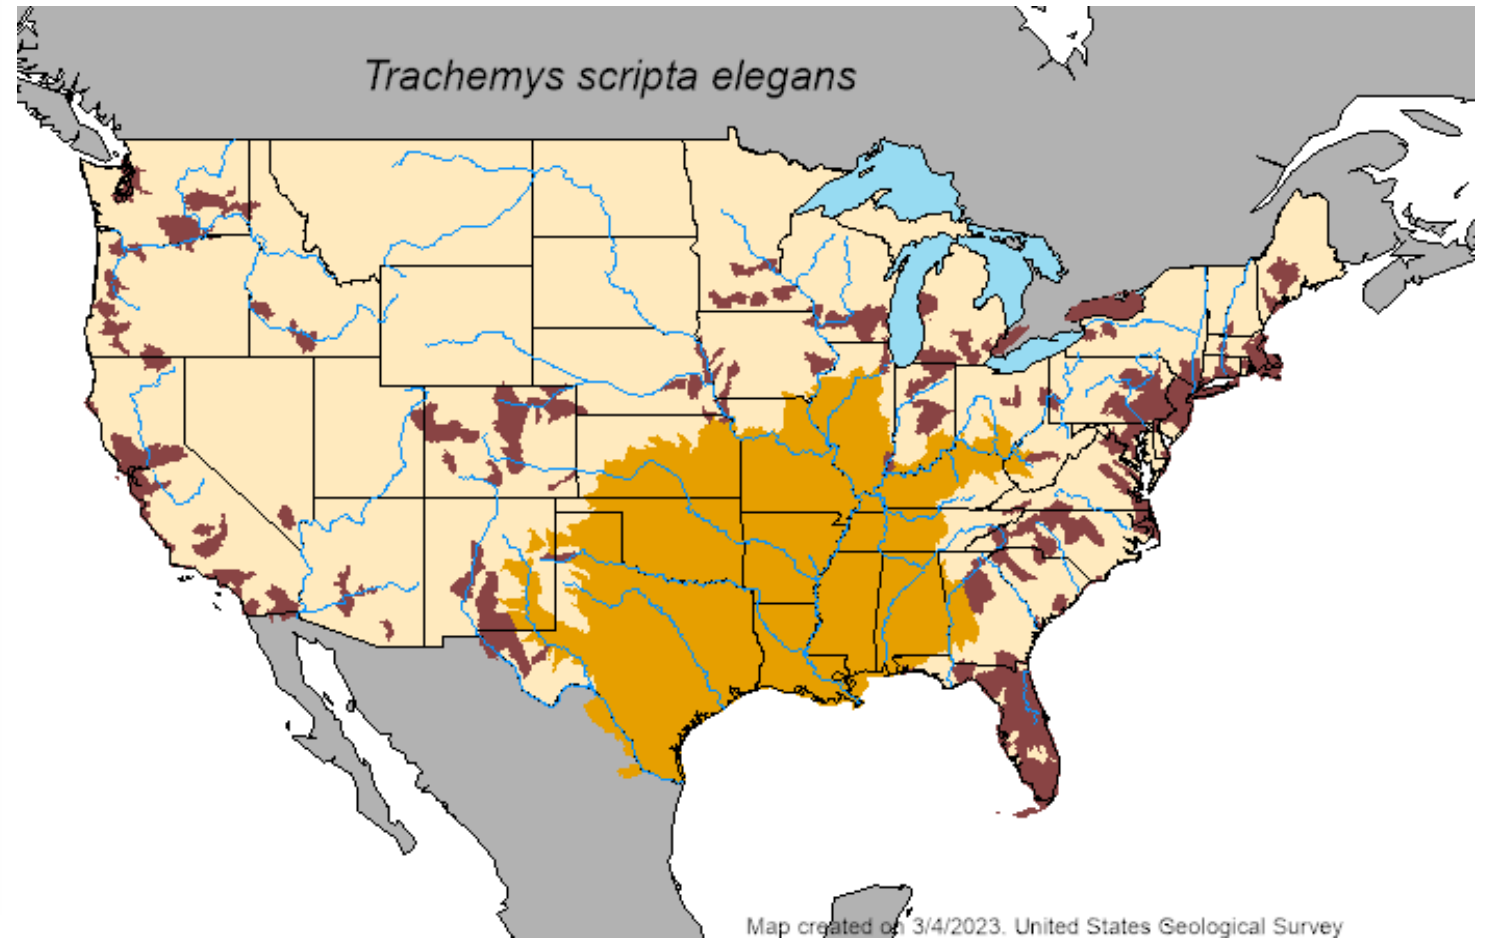 Trachemys scripta elegans
Map created on 3/4/2023. United States Geological Survey